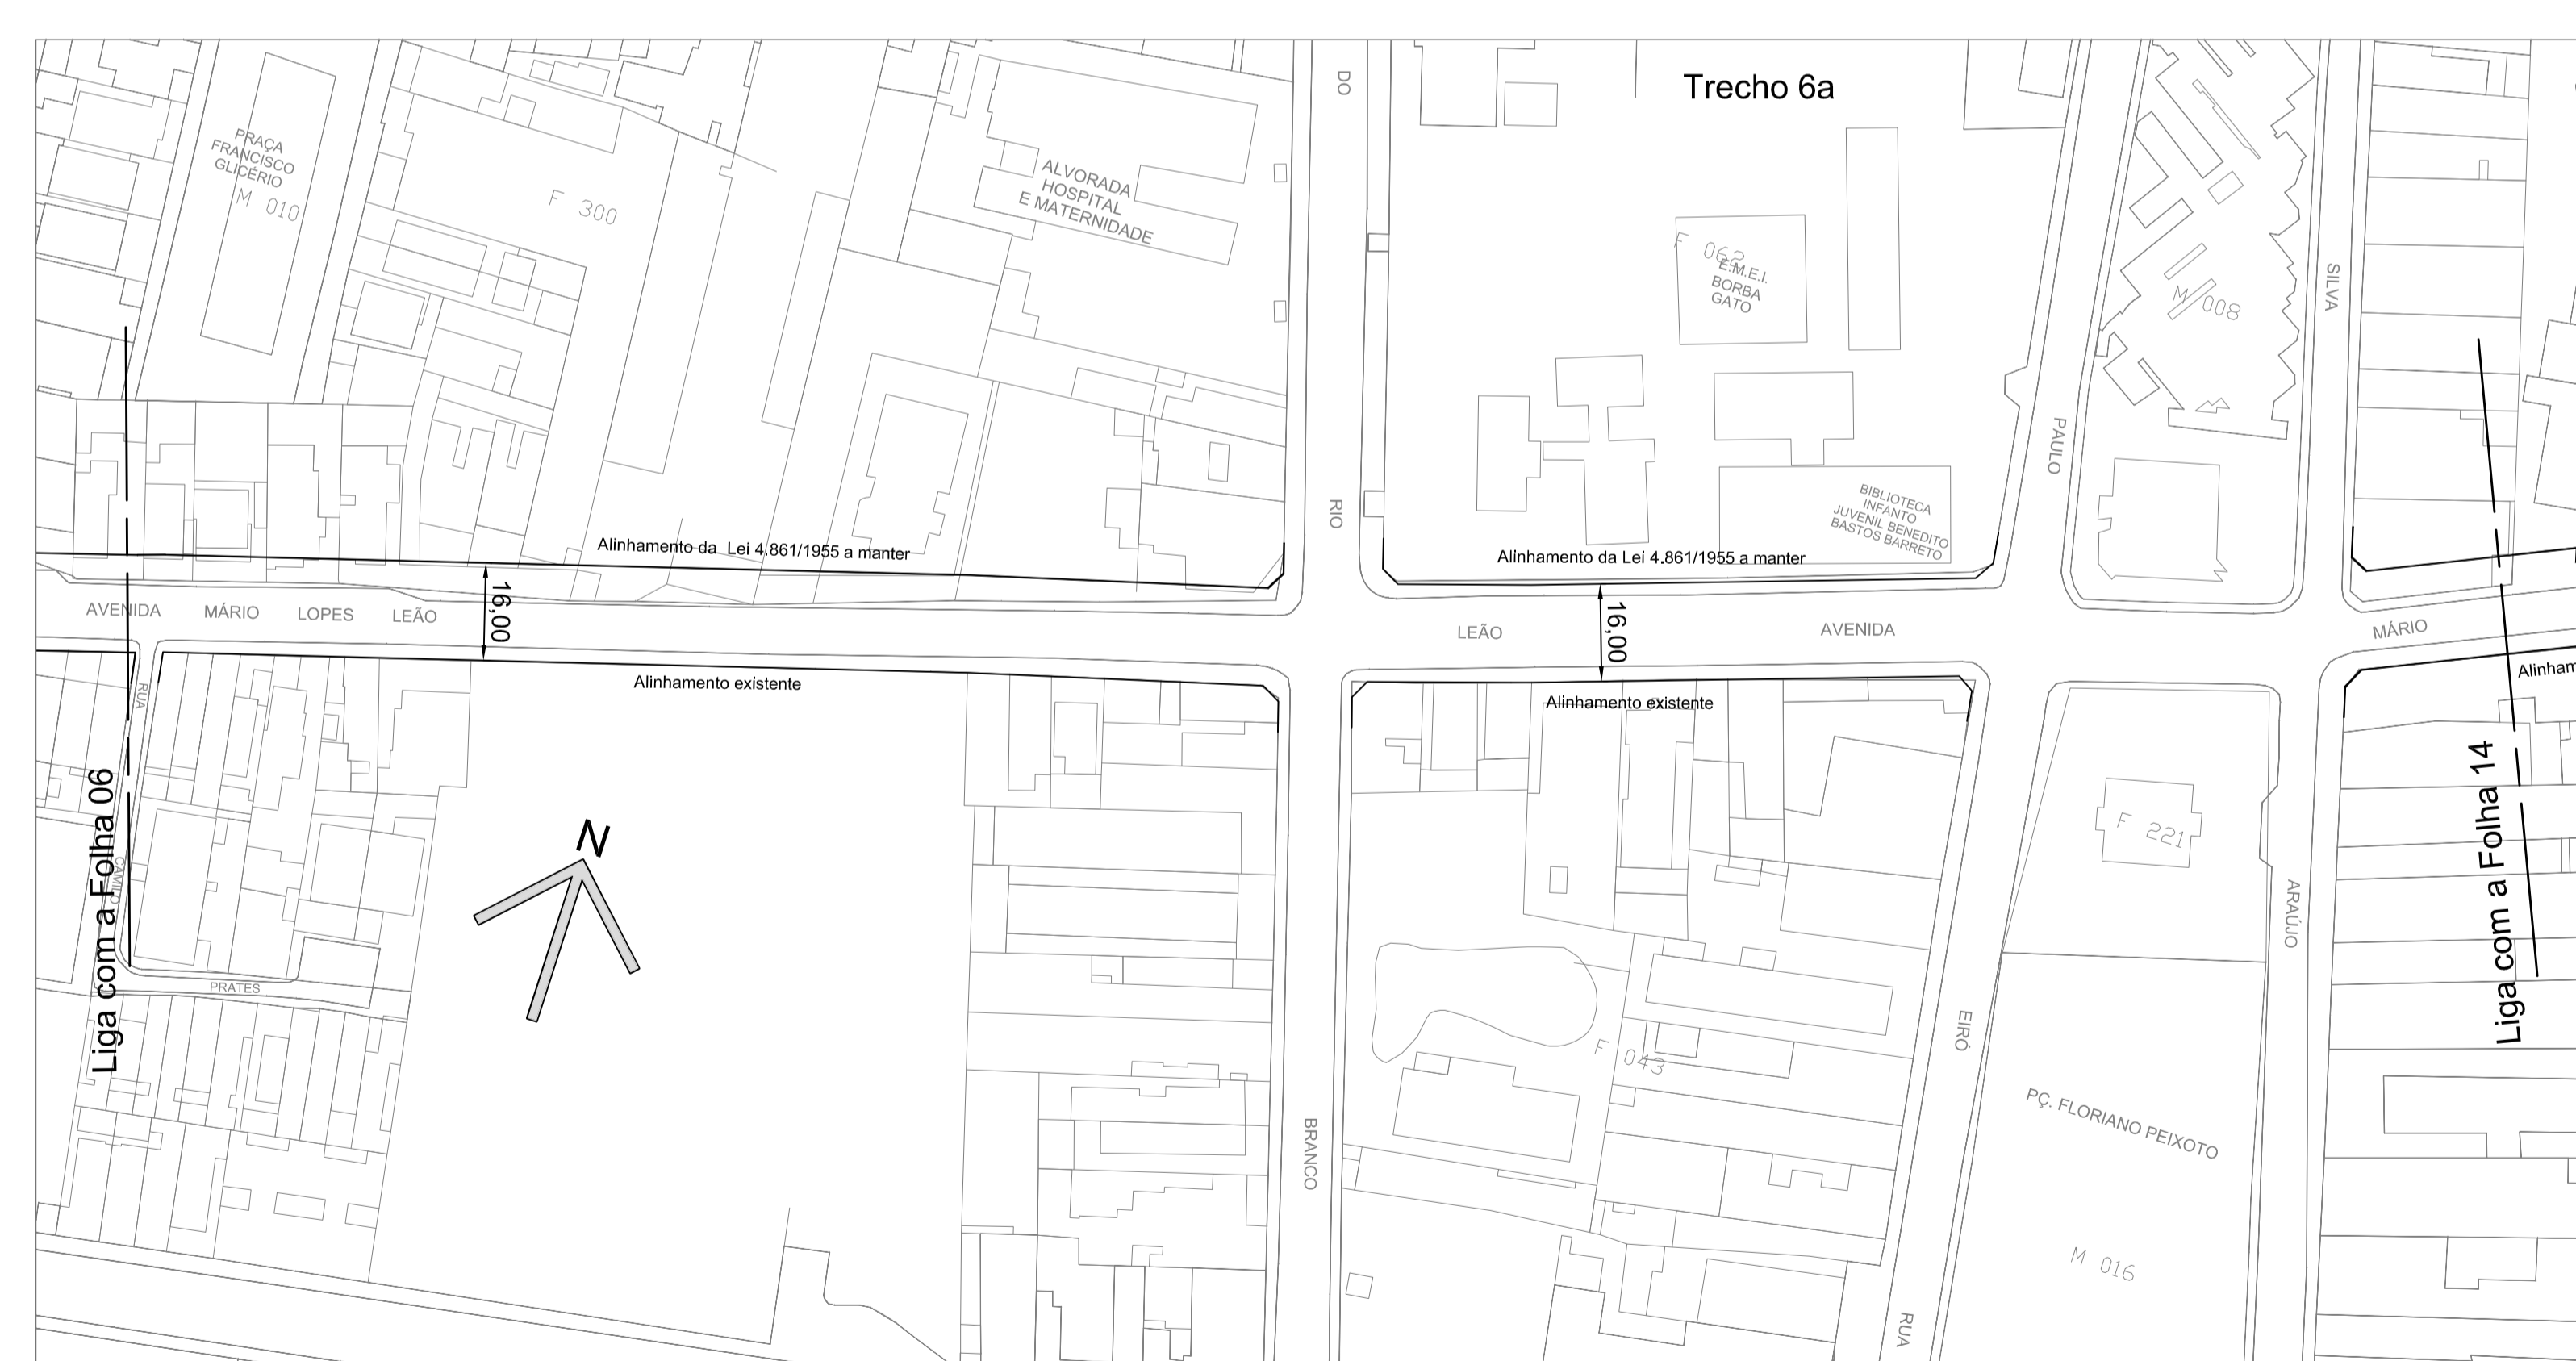 Trecho 6a
DO
PRAÇA
FRANCISCO
GLICÉRIO
M 010
F 300
ALVORADA
HOSPITAL
E MATERNIDADE
F 062
E.M.E.I.
BORBA
GATO
M 008
SILVA
PAULO
RIO
BIBLIOTECA
INFANTO
JUVENIL BENEDITO
BASTOS BARRETO
Alinhamento da Lei 4.861/1955 a manter
Alinhamento da Lei 4.861/1955 a manter
AVENIDA MÁRIO LOPES LEÃO
16,00
LEÃO
16,00
AVENIDA
MÁRIO
Alinhamento existente
Alinhamento existente
Alinham
RUA
CAMILO
PRATES
Liga com a Folha 06
N
F 221
Liga com a Folha 14
ARAÚJO
EIRÓ
F 043
BRANCO
PÇ. FLORIANO PEIXOTO
M 016
RUA